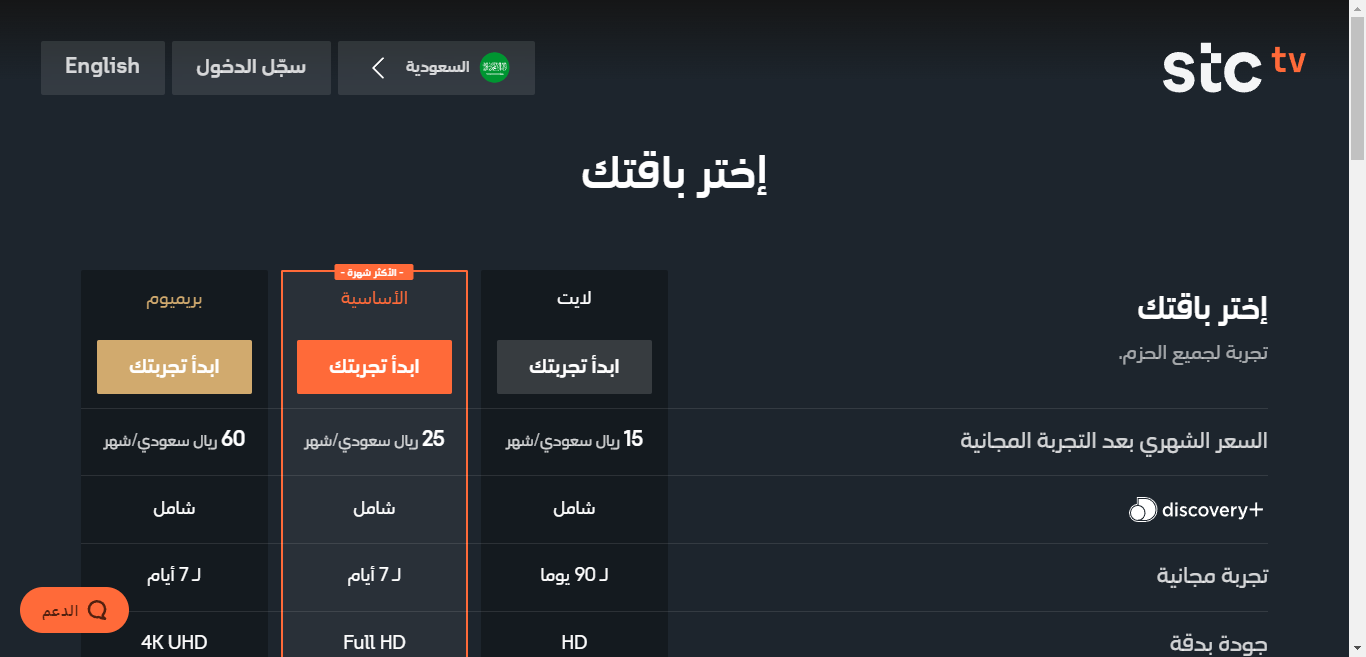 stc tv
السعودية
سجّل الدخول
English
إختر باقتك
- الأكثر شهرة -
إختر باقتك
تجربة لجميع الحزم.
لايت
الأساسية
بريميوم
ابدأ تجربتك
ابدأ تجربتك
ابدأ تجربتك
السعر الشهري بعد التجربة المجانية
15 ريال سعودي/شهر
25 ريال سعودي/شهر
60 ريال سعودي/شهر
discovery+
شامل
شامل
شامل
تجربة مجانية
لـ 90 يوما
لـ 7 أيام
لـ 7 أيام
جودة بدقة
HD
Full HD
4K UHD
الدعم